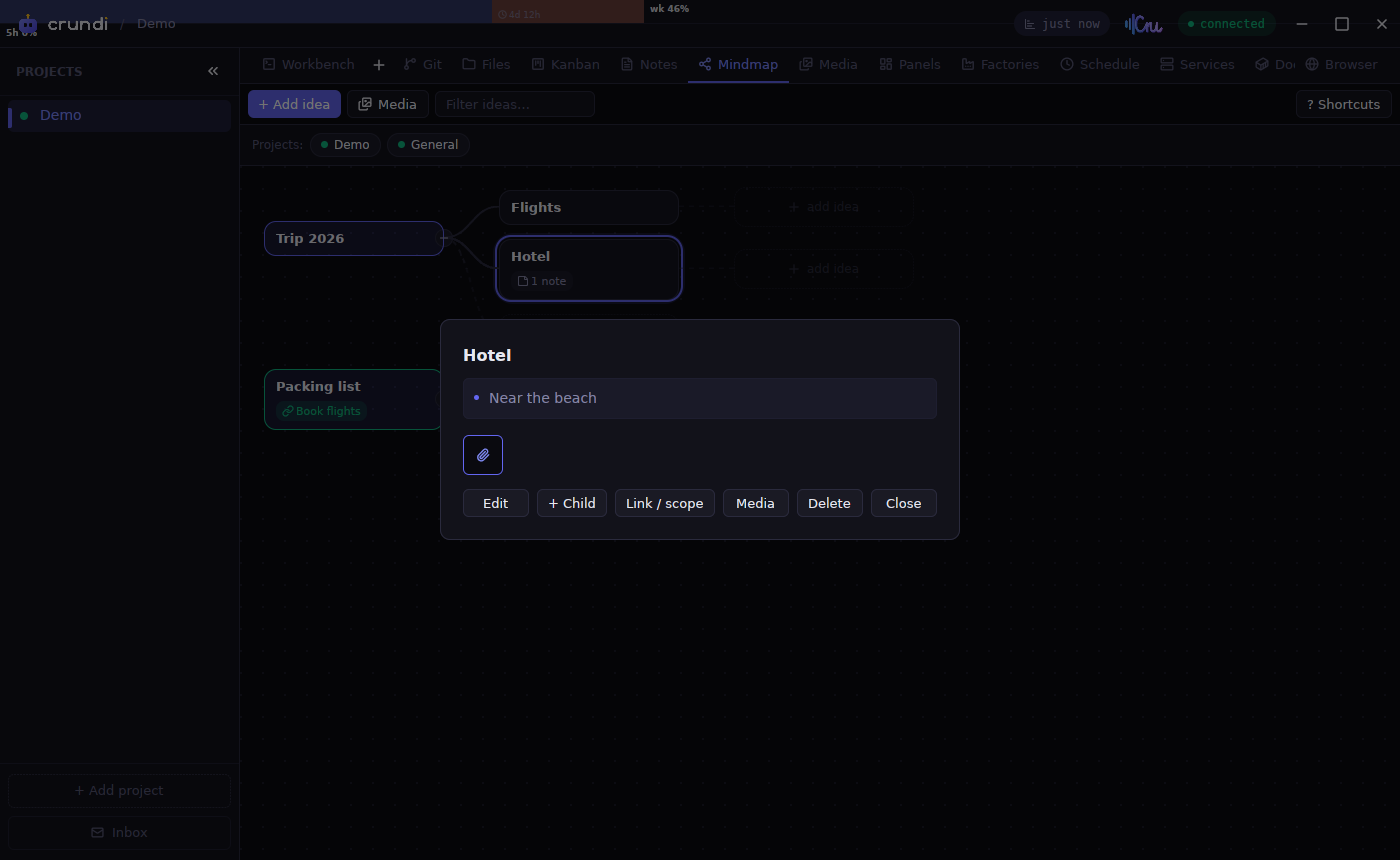 5h 6%
4d 12h
wk 46%
crundi / Demo
just now
Cru
connected
PROJECTS
Workbench
Git
Files
Kanban
Notes
Mindmap
Media
Panels
Factories
Schedule
Services
Doc
Browser
Demo
+ Add idea
Media
Filter ideas...
? Shortcuts
Projects:
Demo
General
Flights
+ add idea
Trip 2026
Hotel
1 note
+ add idea
Packing list
Book flights
Hotel
Near the beach
Edit
+ Child
Link / scope
Media
Delete
Close
+ Add project
Inbox